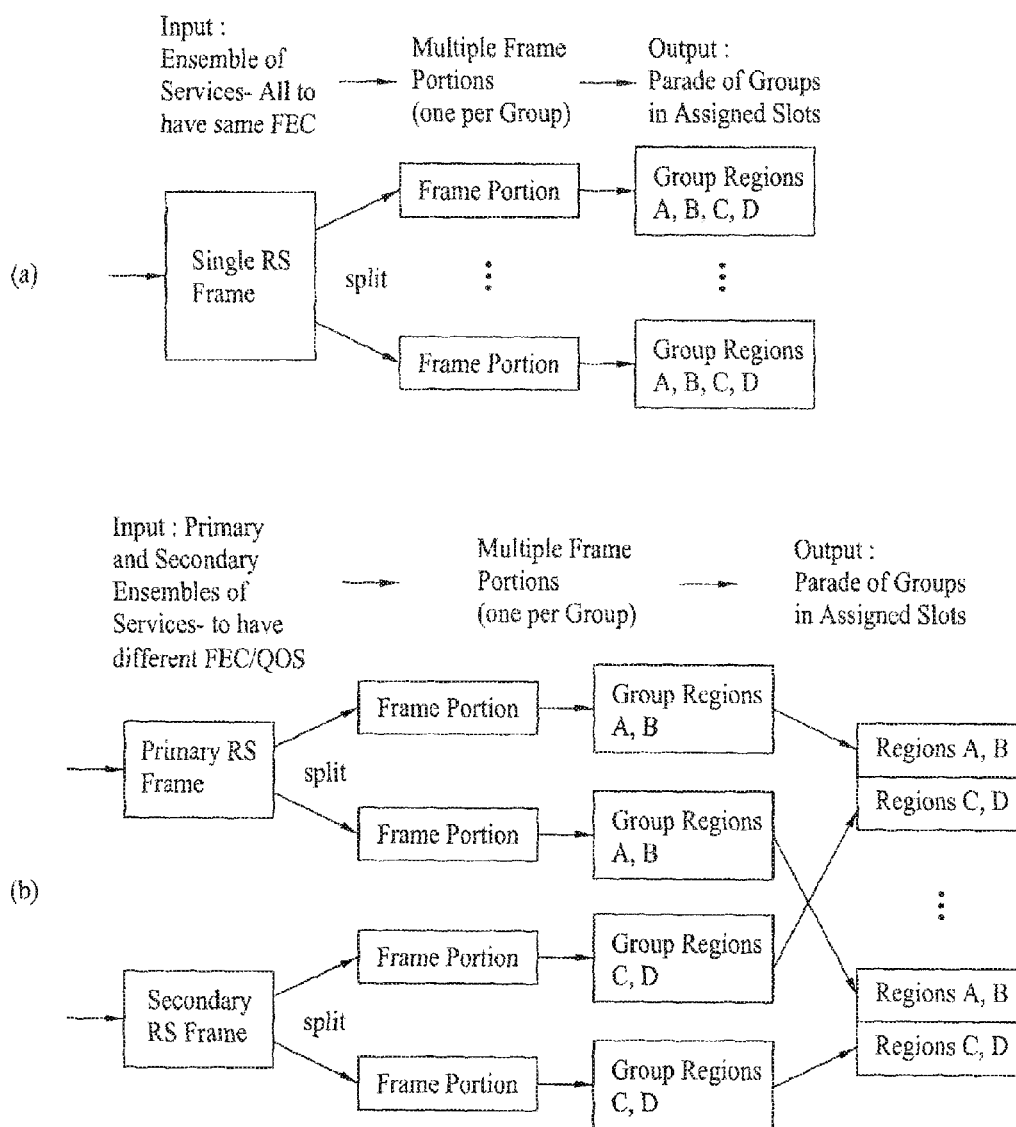 Input :
Ensemble of
Services- All to
have same FEC
Multiple Frame
Portions
(one per Group)
Output :
Parade of Groups
in Assigned Slots
(a)
Single RS
Frame
split
Frame Portion
Group Regions
A, B. C, D
Frame Portion
Group Regions
A, B, C, D
Input : Primary
and Secondary
Ensembles of
Services- to have
different FEC/QOS
Multiple Frame
Portions
(one per Group)
Output :
Parade of Groups
in Assigned Slots
(b)
Primary RS
Frame
split
Frame Portion
Group Regions
A, B
Frame Portion
Group Regions
A, B
Regions A, B
Regions C, D
Secondary
RS Frame
split
Frame Portion
Group Regions
C, D
Frame Portion
Group Regions
C, D
Regions A, B
Regions C, D